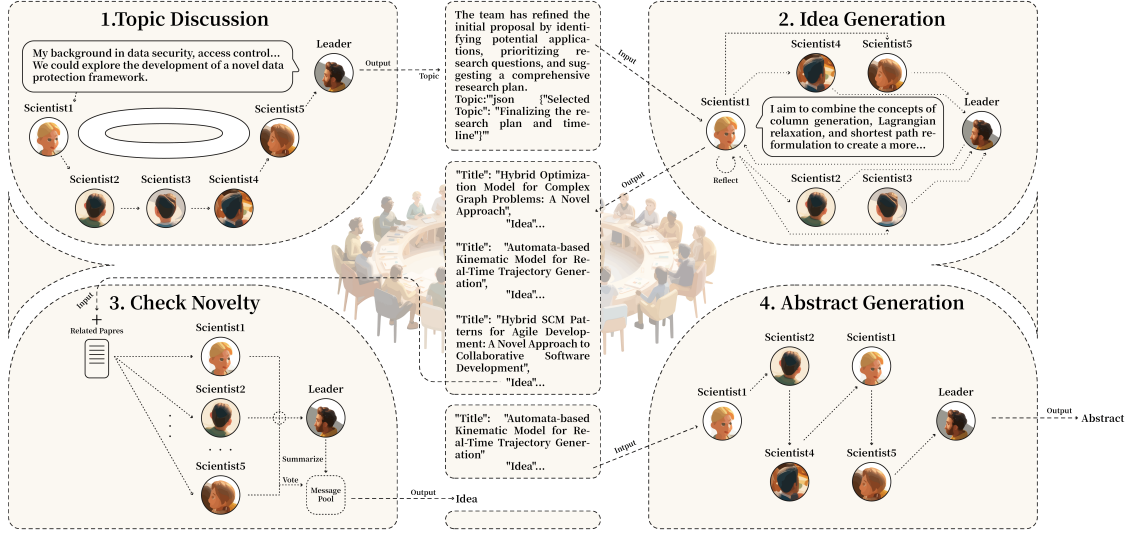 1.Topic Discussion
My background in data security, access control...
We could explore the development of a novel data
protection framework.
Leader
Scientist1
Scientist5
Scientist2
Scientist3
Scientist4
Output
Topic
The team has refined the
initial proposal by identi-
fying potential applica-
tions, prioritizing re-
search questions, and sug-
gesting a comprehensive
research plan.
Topic:'''json {"Selected
Topic": "Finalizing the re-
search plan and time-
line"}'''
Input
2. Idea Generation
Scientist4
Scientist5
Scientist1
Leader
I aim to combine the concepts of
column generation, Lagrangian
relaxation, and shortest path re-
formulation to create a more...
Reflect
Scientist2
Scientist3
Output
"Title": "Hybrid Optimiza-
tion Model for Complex
Graph Problems: A Novel
Approach",
"Idea"...
"Title": "Automata-based
Kinematic Model for Re-
al-Time Trajectory Gener-
ation",
"Idea"...
"Title": "Hybrid SCM Pat-
terns for Agile Develop-
ment: A Novel Approach to
Collaborative Software
Development",
"Idea"...
3. Check Novelty
Input
+
Related Papres
Scientist1
Scientist2
Scientist5
Leader
Summarize
Vote
Message
Pool
Output
Idea
"Title": "Automata-based
Kinematic Model for Re-
al-Time Trajectory Gener-
ation"
"Idea"...
Intput
4. Abstract Generation
Scientist2
Scientist1
Scientist1
Leader
Scientist4
Scientist5
Output
Abstract